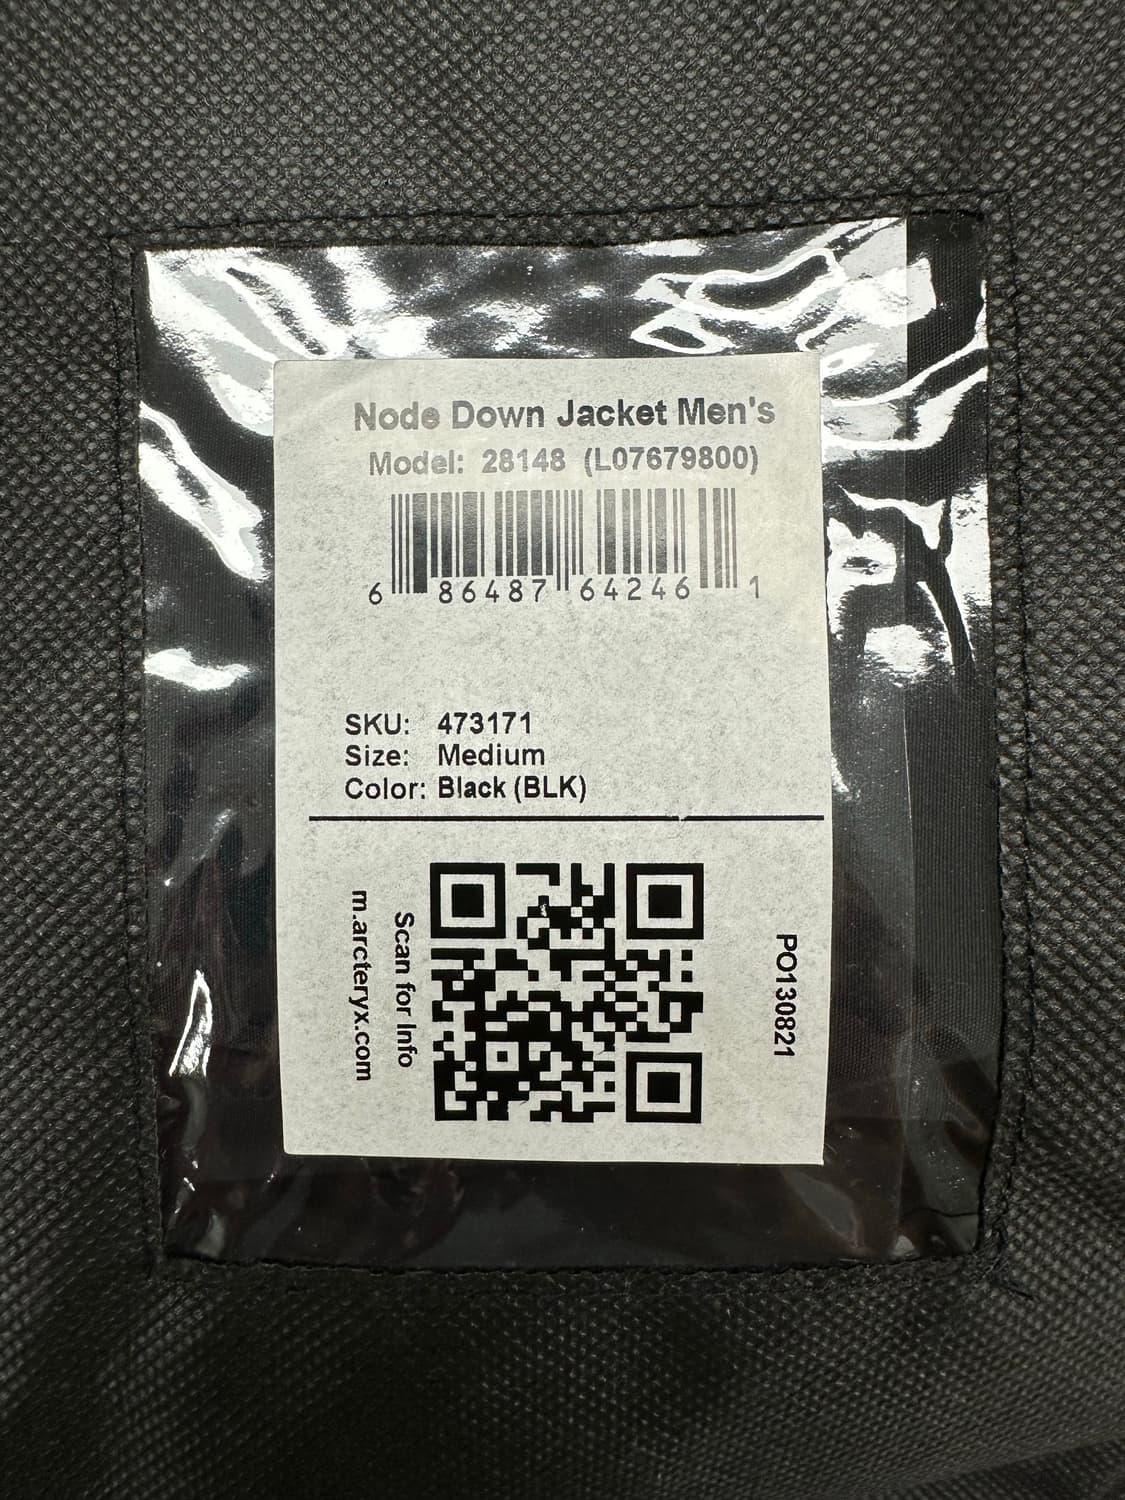 Node Down Jacket Men's
Model: 28148 (L07679800)
6 86487 64246 1
SKU: 473171
Size: Medium
Color: Black (BLK)
Scan for Info
m.arcteryx.com
PO130821